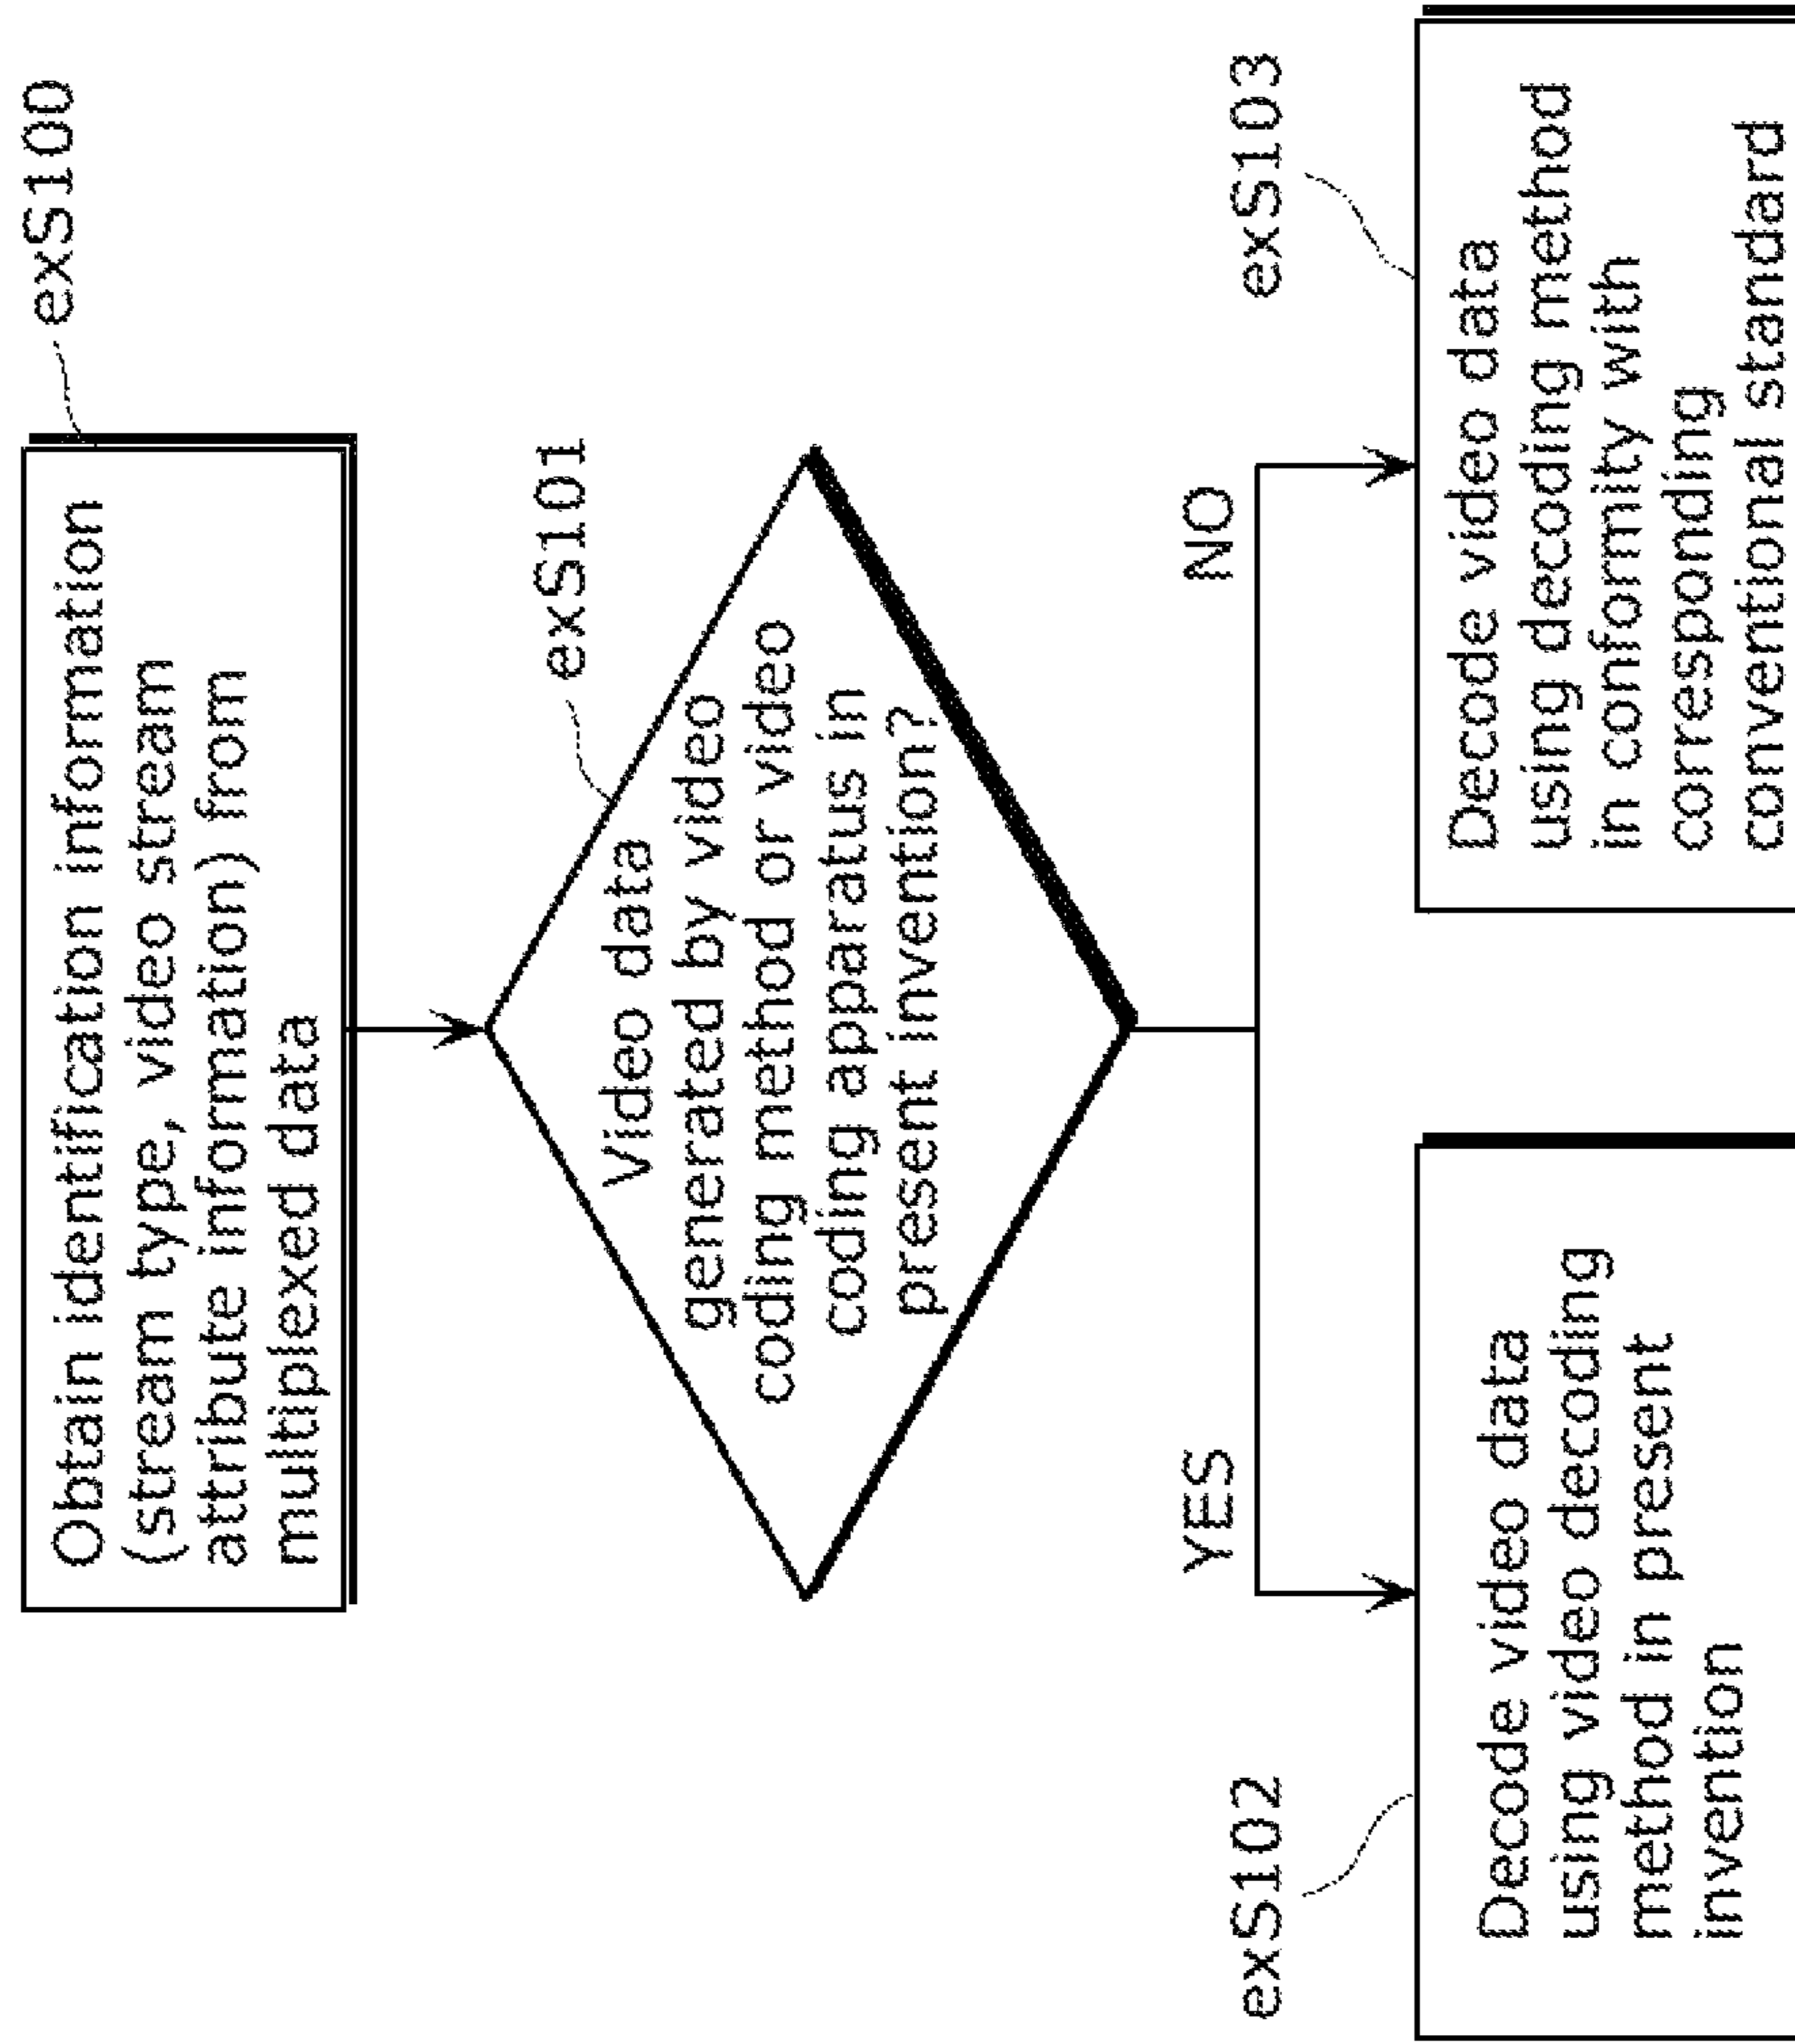 exS100
Obtain identification information
(stream type, video stream
attribute information) from
multiplexed data
exS101
Video data
generated by video
coding method or video
coding apparatus in
present invention?
YES
NO
exS102
Decode video data
using video decoding
method in present
invention
exS103
Decode video data
using decoding method
in conformity with
corresponding
conventional standard